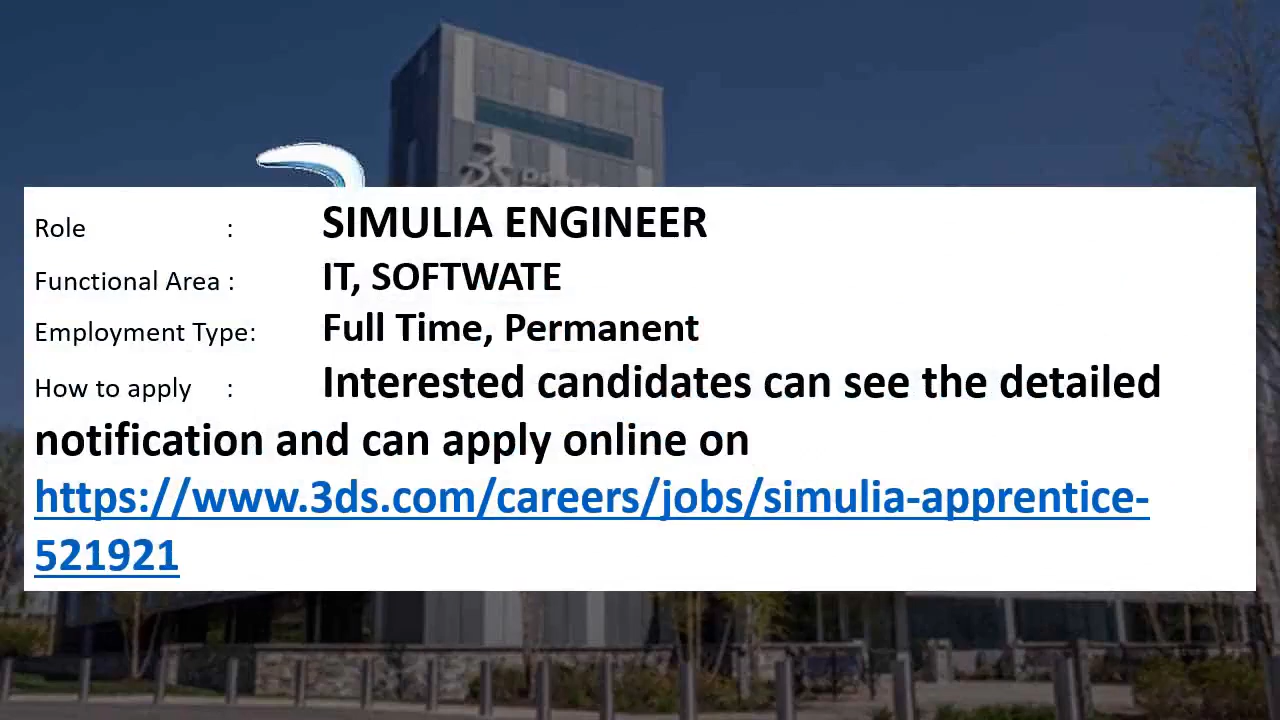 Role : SIMULIA ENGINEER
Functional Area : IT, SOFTWATE
Employment Type: Full Time, Permanent
How to apply : Interested candidates can see the detailed
notification and can apply online on
https://www.3ds.com/careers/jobs/simulia-apprentice-
521921